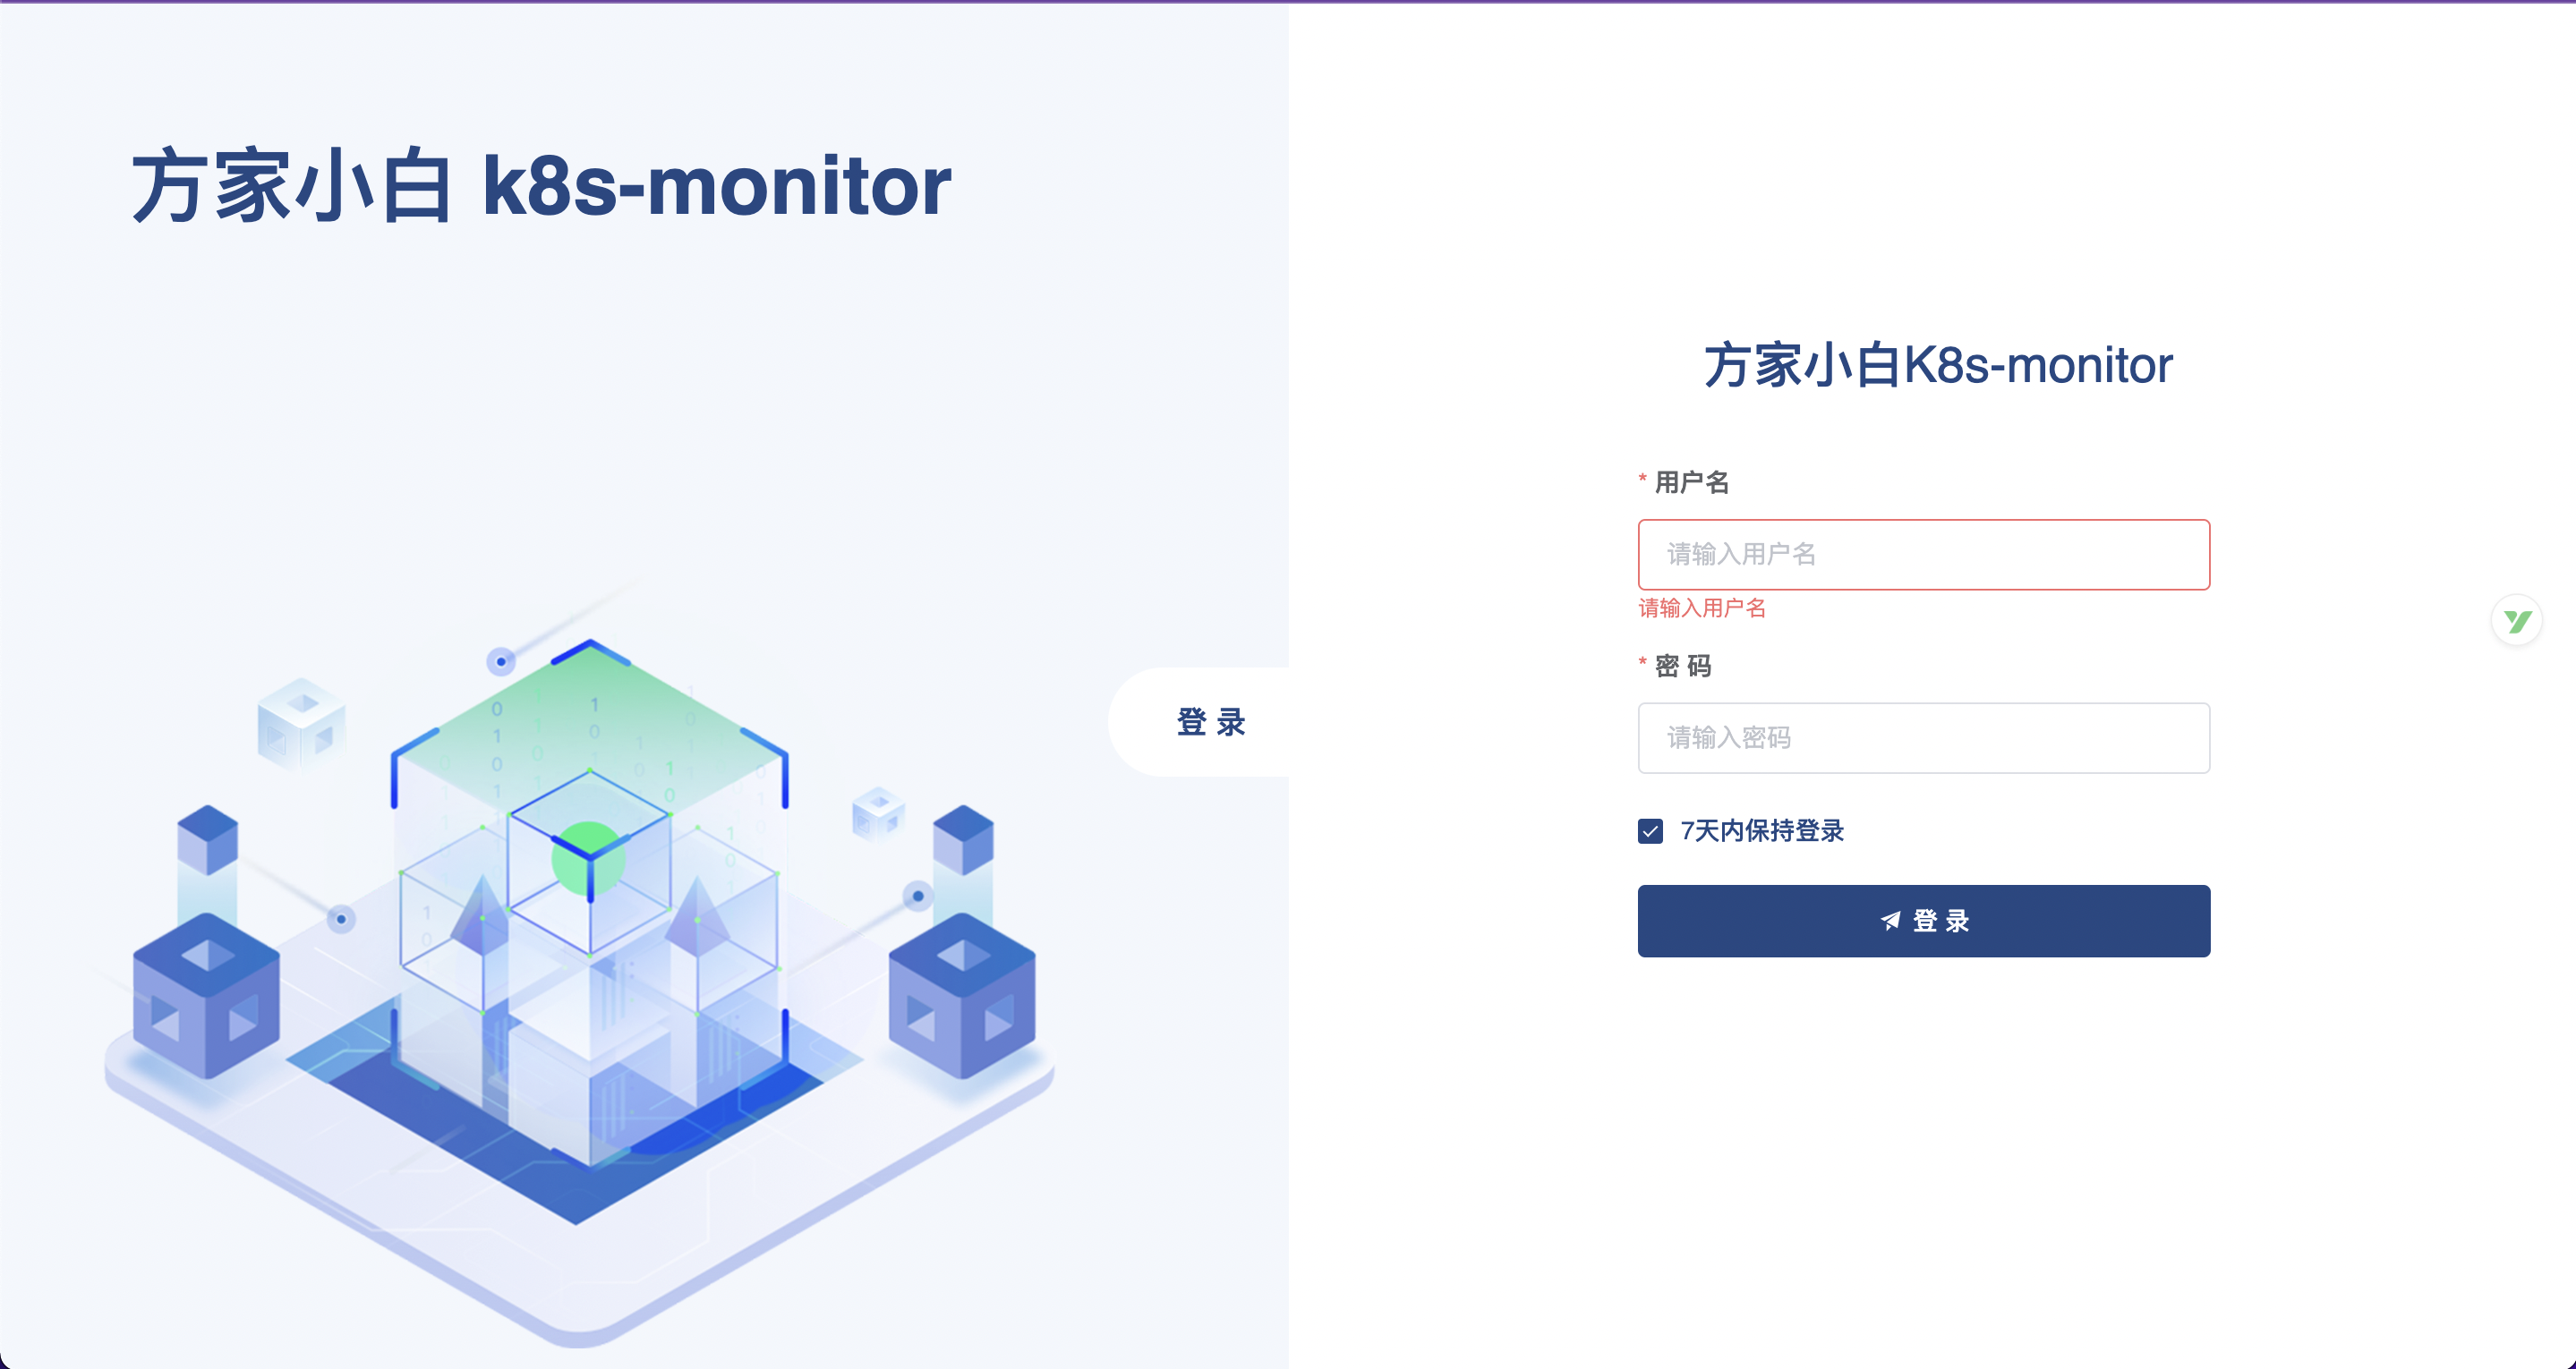 方家小白 k8s-monitor
登 录
方家小白K8s-monitor
* 用户名
请输入用户名
请输入用户名
* 密 码
请输入密码
7天内保持登录
登 录